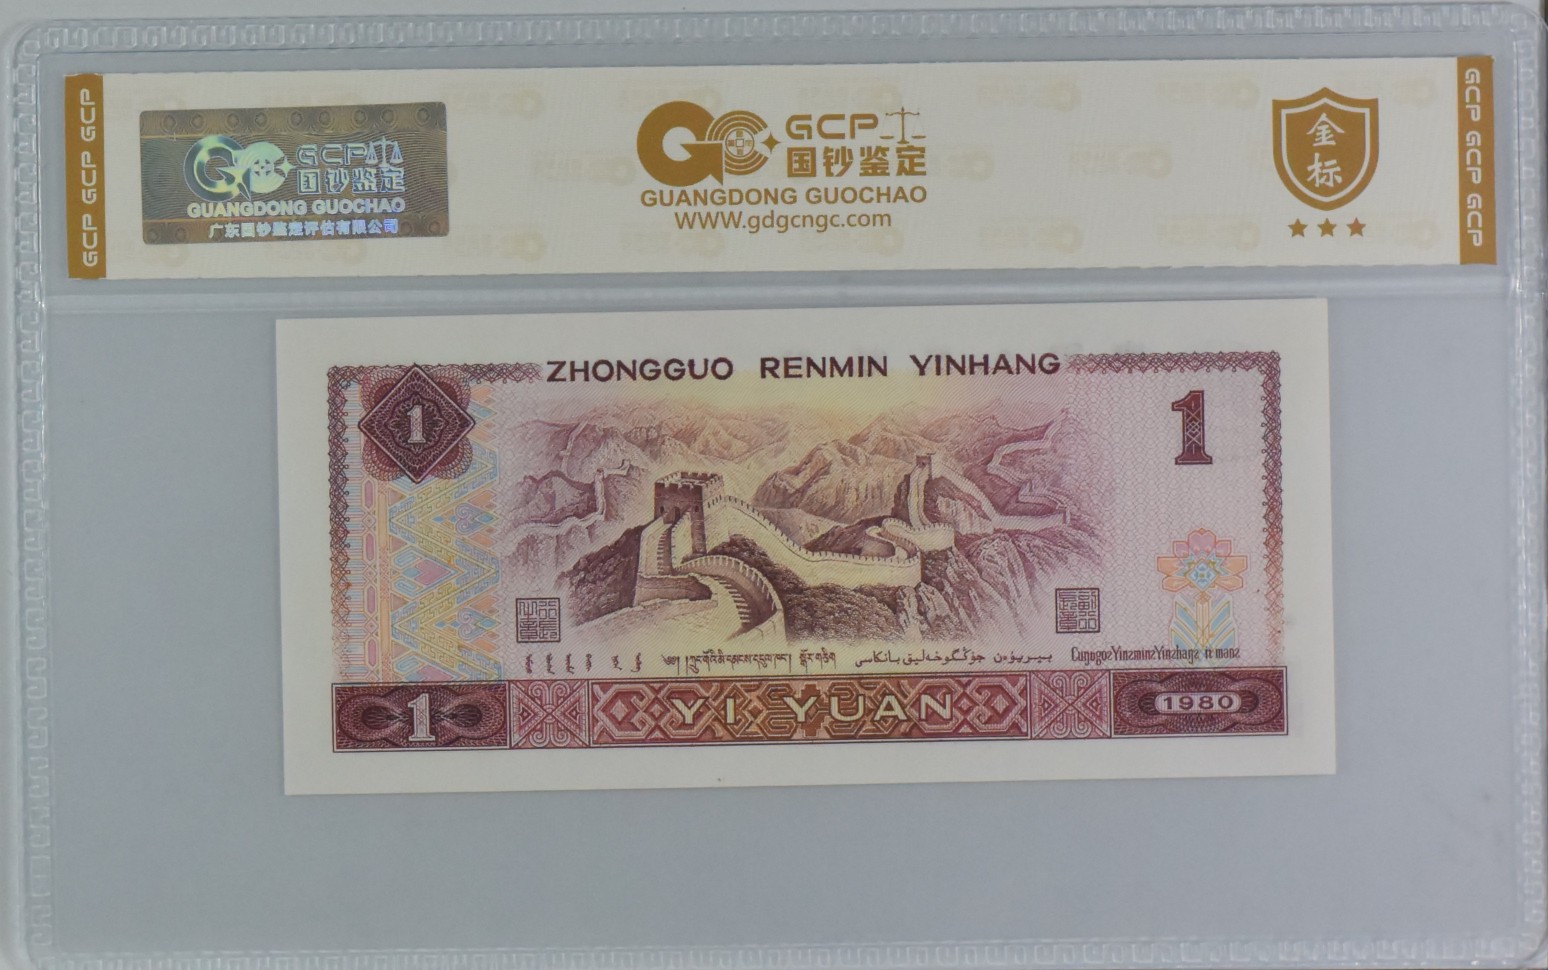 GCP GCP GCP
GCP 国钞鉴定
GUANGDONG GUOCHAO
广东国钞鉴定评估有限公司
GCP
国钞鉴定
GUANGDONG GUOCHAO
WWW.gdgcngc.com
金标
GCP GCP GCP
ZHONGGUO RENMIN YINHANG
1
1
1
YI YUAN
1980